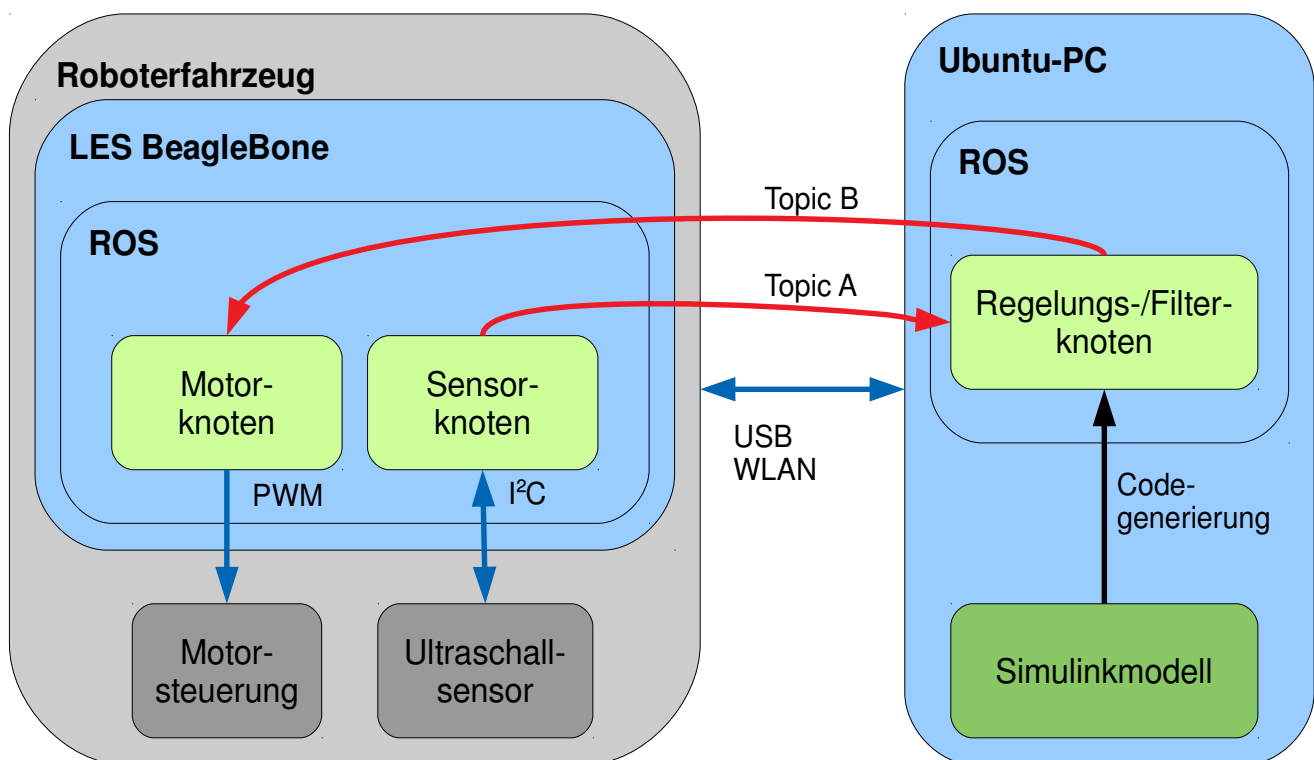 Roboterfahrzeug
LES BeagleBone
ROS
Motor-
knoten
Sensor-
knoten
PWM
I²C
Motor-
steuerung
Ultraschall-
sensor
Topic B
Topic A
USB
WLAN
Ubuntu-PC
ROS
Regelungs-/Filter-
knoten
Code-
generierung
Simulinkmodell